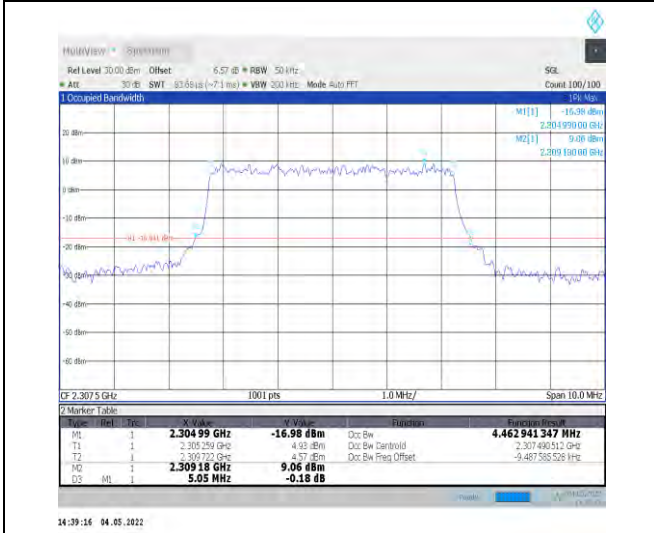 MultiView Spectrum
Ref Level 30.00 dBm Offset 6.57 dB RBW 50 kHz SGL
Att 30 dB SWT (~7.1 ms) VBW 200 kHz Mode Auto FFT Count 100/100
1 Occupied Bandwidth 1Pk Max
M1[1] -16.98 dBm
2.30499000 GHz
20 dBm
M2[1] 9.06 dBm
2.30918000 GHz
10 dBm
0 dBm
-10 dBm
-20 dBm
-30 dBm
-40 dBm
-50 dBm
-60 dBm
CF 2.3075 GHz 1001 pts 1.0 MHz/ Span 10.0 MHz
2 Marker Table
Type Ref Trc X Value Y Value Function Function Result
M1 1 2.304 99 GHz -16.98 dBm Occ Bw 4.462 941 347 MHz
T1 1 2.305 259 GHz 4.93 dBm Occ Bw Centroid 2.307 490 512 GHz
T2 1 2.309 722 GHz 4.57 dBm Occ Bw Freq Offset -9.487 585 528 kHz
M2 1 2.309 18 GHz 9.06 dBm
D3 M1 1 5.05 MHz -0.18 dB
14:39:16 04.05.2022